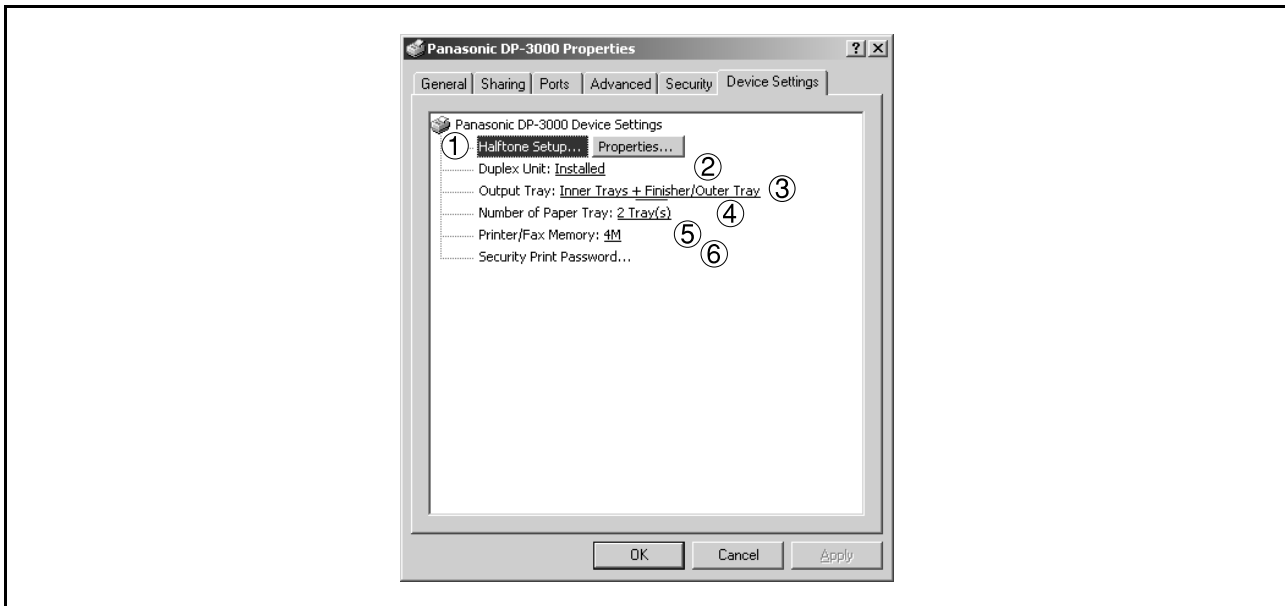 Panasonic DP-3000 Properties ? X
General Sharing Ports Advanced Security Device Settings
Panasonic DP-3000 Device Settings
① Halftone Setup... Properties...
Duplex Unit: Installed ②
Output Tray: Inner Trays + Finisher/Outer Tray ③
Number of Paper Tray: 2 Tray(s) ④
Printer/Fax Memory: 4M ⑤
Security Print Password... ⑥
OK Cancel Apply